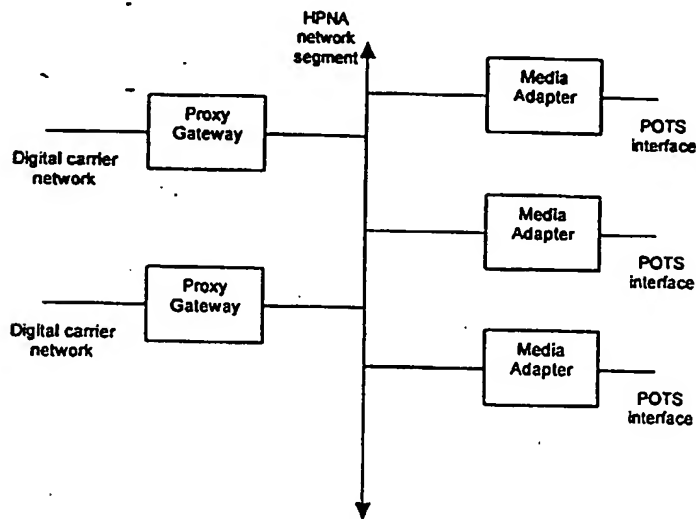 HPNA
network
segment
Media
Adapter
POTS
interface
Proxy
Gateway
Digital carrier
network
Media
Adapter
POTS
interface
Proxy
Gateway
Digital carrier
network
Media
Adapter
POTS
interface